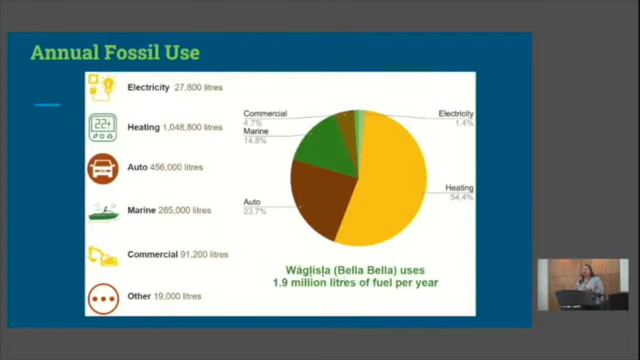 Annual Fossil Use
Electricity 27,800 litres
Heating 1,048,800 litres
Auto 456,000 litres
Marine 285,000 litres
Commercial 91,200 litres
Other 19,000 litres
Commercial
4.7%
Marine
14.8%
Auto
23.7%
Electricity
1.4%
Heating
54.4%
Wáglísla (Bella Bella) uses
1.9 million litres of fuel per year